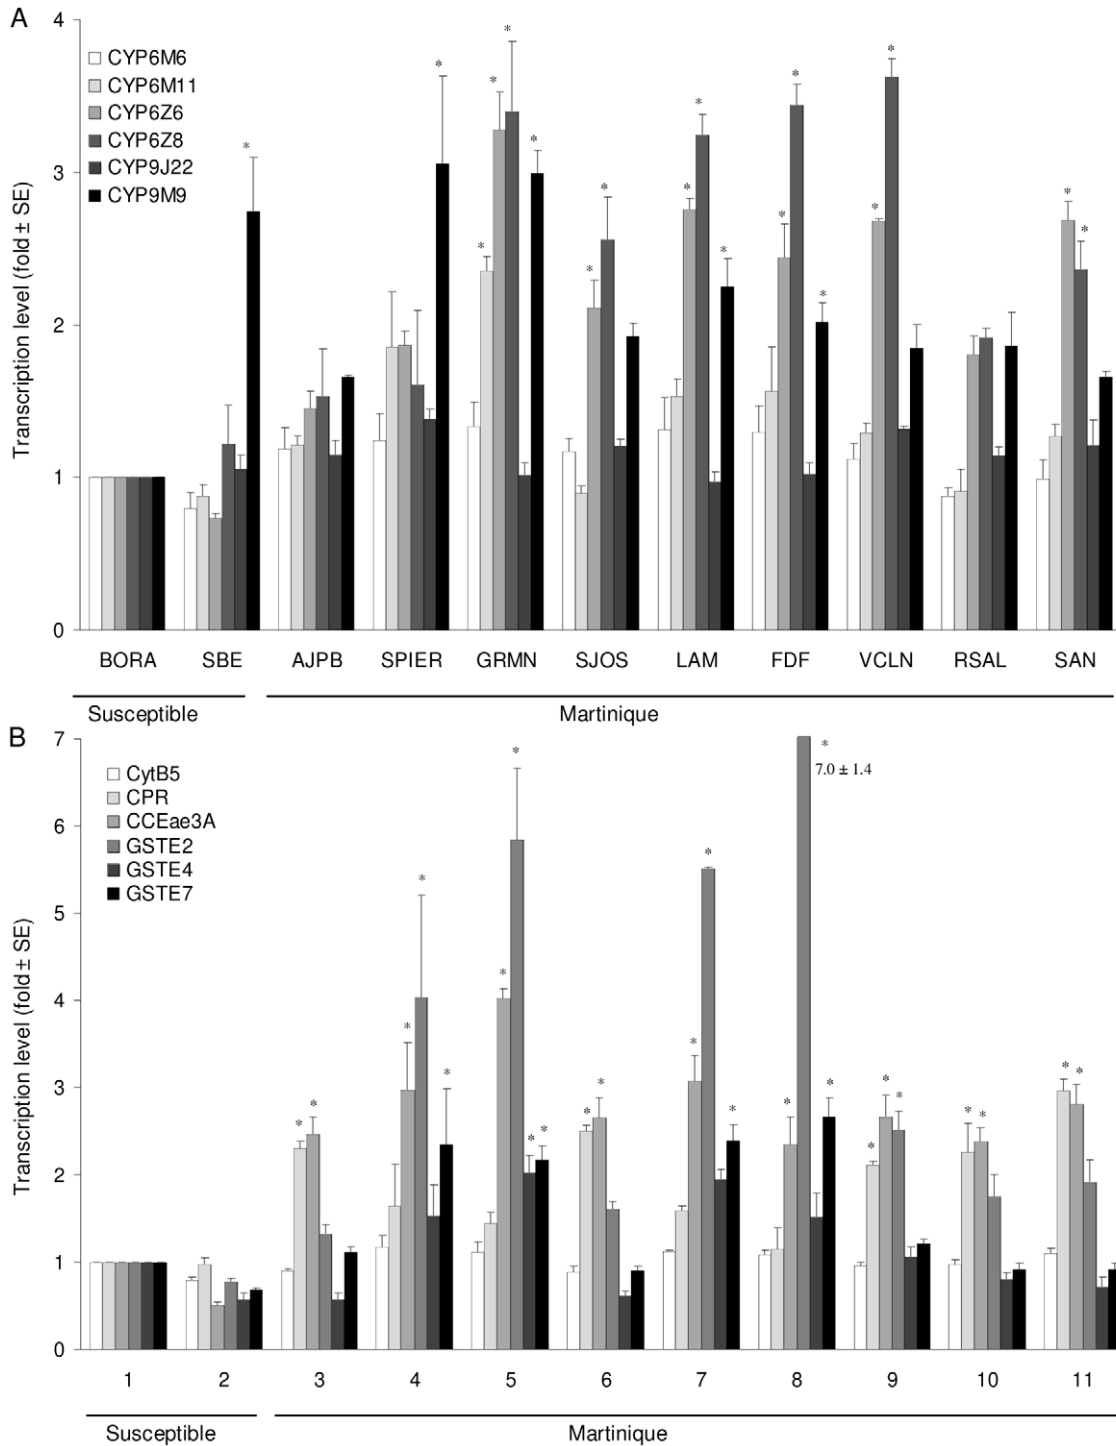 A
4
3
2
1
0
Transcription level (fold ± SE)
CYP6M6
CYP6M11
CYP6Z6
CYP6Z8
CYP9J22
CYP9M9
* * * * * * * * * * * * * * * * * * *
BORA SBE AJPB SPIER GRMN SJOS LAM FDF VCLN RSAL SAN
Susceptible Martinique
B
7
6
5
4
3
2
1
0
Transcription level (fold ± SE)
CytB5
CPR
CCEae3A
GSTE2
GSTE4
GSTE7
* 7.0 ± 1.4
* * * * * * * * * * * * * * * * * * * * * * *
1 2 3 4 5 6 7 8 9 10 11
Susceptible Martinique